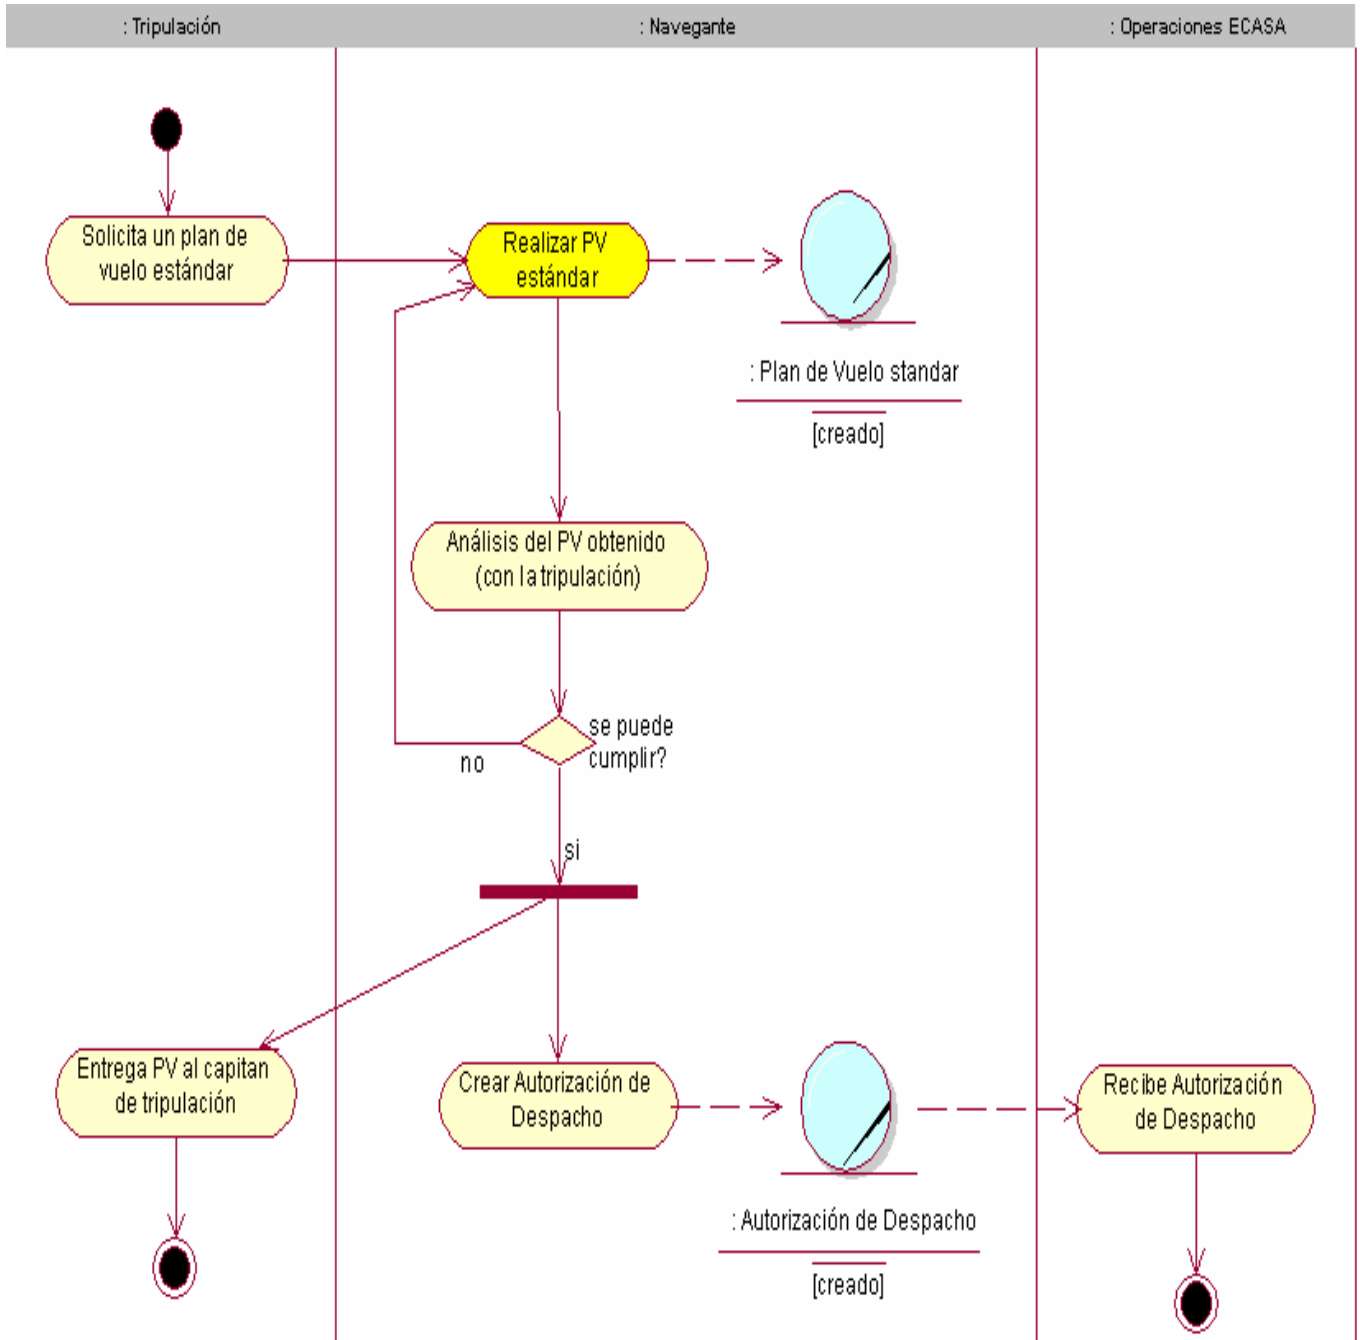 : Tripulación
: Navegante
: Operaciones ECASA
Solicita un plan de
vuelo estándar
Realizar PV
estándar
: Plan de Vuelo standar
[creado]
Análisis del PV obtenido
(con la tripulación)
se puede
cumplir?
no
si
Entrega PV al capitan
de tripulación
Crear Autorización de
Despacho
Recibe Autorización
de Despacho
: Autorización de Despacho
[creado]